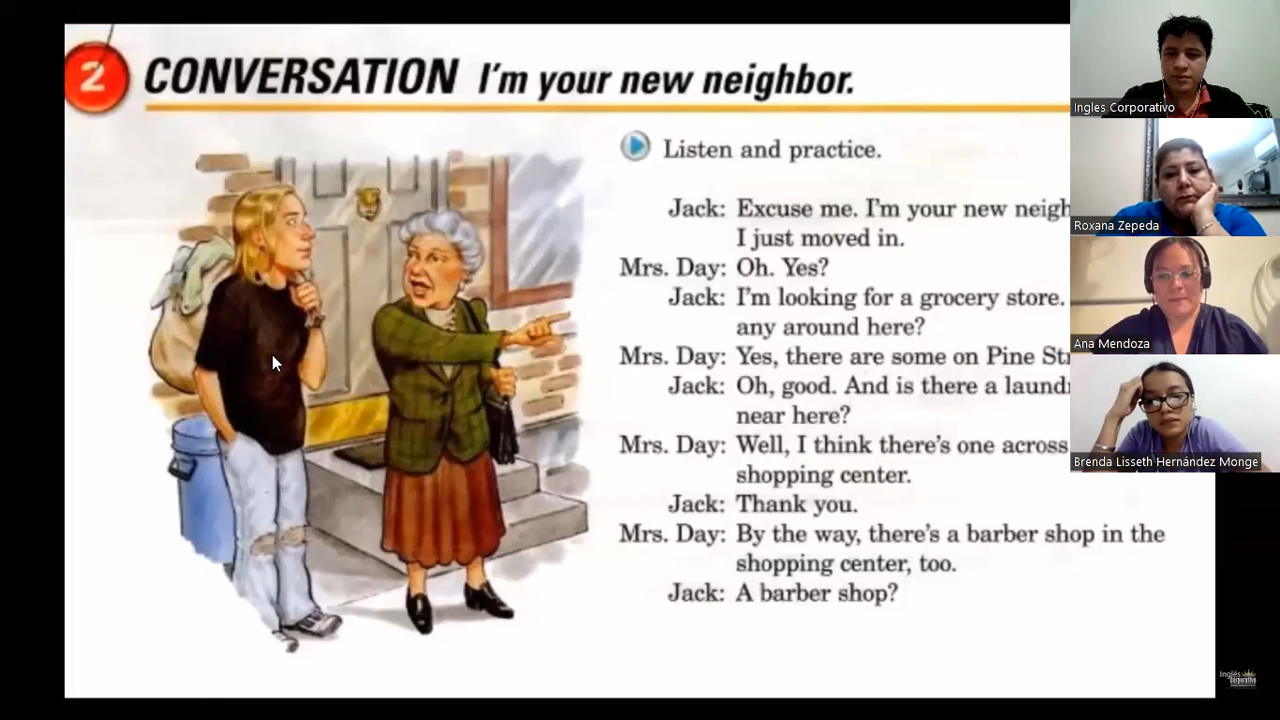 2 CONVERSATION I'm your new neighbor.
Listen and practice.
Jack: Excuse me. I'm your new
I just moved in.
Mrs. Day: Oh. Yes?
Jack: I'm looking for a grocery store.
any around here?
Mrs. Day: Yes, there are some on Pine
Jack: Oh, good. And is there a
near here?
Mrs. Day: Well, I think there's one across
shopping center.
Jack: Thank you.
Mrs. Day: By the way, there's a barber shop in the
shopping center, too.
Jack: A barber shop?
Ingles Corporativo
Roxana Zepeda
Ana Mendoza
Brenda Lisseth Hernández Monge
Inglés
Corporativo